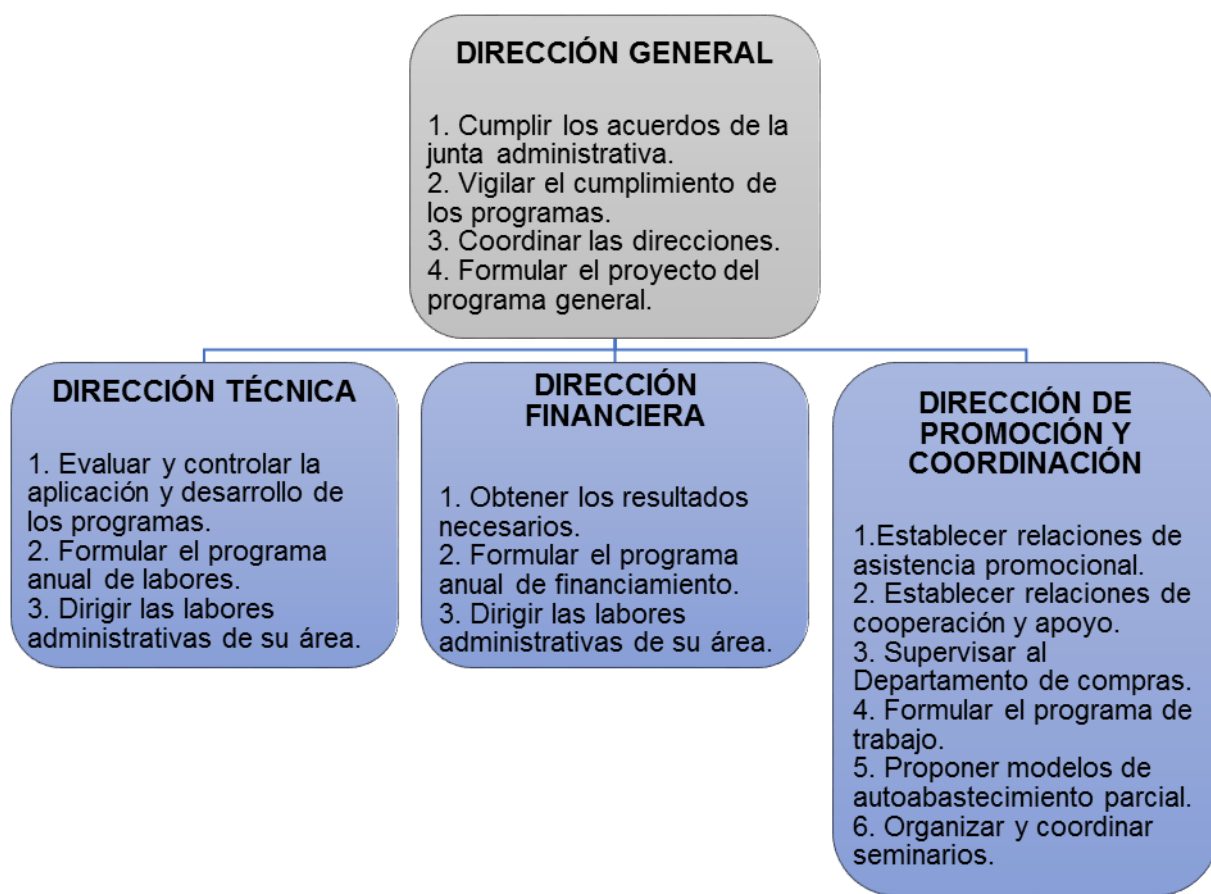 DIRECCIÓN GENERAL
1. Cumplir los acuerdos de la
junta administrativa.
2. Vigilar el cumplimiento de
los programas.
3. Coordinar las direcciones.
4. Formular el proyecto del
programa general.
DIRECCIÓN TÉCNICA
1. Evaluar y controlar la
aplicación y desarrollo de
los programas.
2. Formular el programa
anual de labores.
3. Dirigir las labores
administrativas de su área.
DIRECCIÓN
FINANCIERA
1. Obtener los resultados
necesarios.
2. Formular el programa
anual de financiamiento.
3. Dirigir las labores
administrativas de su área.
DIRECCIÓN DE
PROMOCIÓN Y
COORDINACIÓN
1.Establecer relaciones de
asistencia promocional.
2. Establecer relaciones de
cooperación y apoyo.
3. Supervisar al
Departamento de compras.
4. Formular el programa de
trabajo.
5. Proponer modelos de
autoabastecimiento parcial.
6. Organizar y coordinar
seminarios.